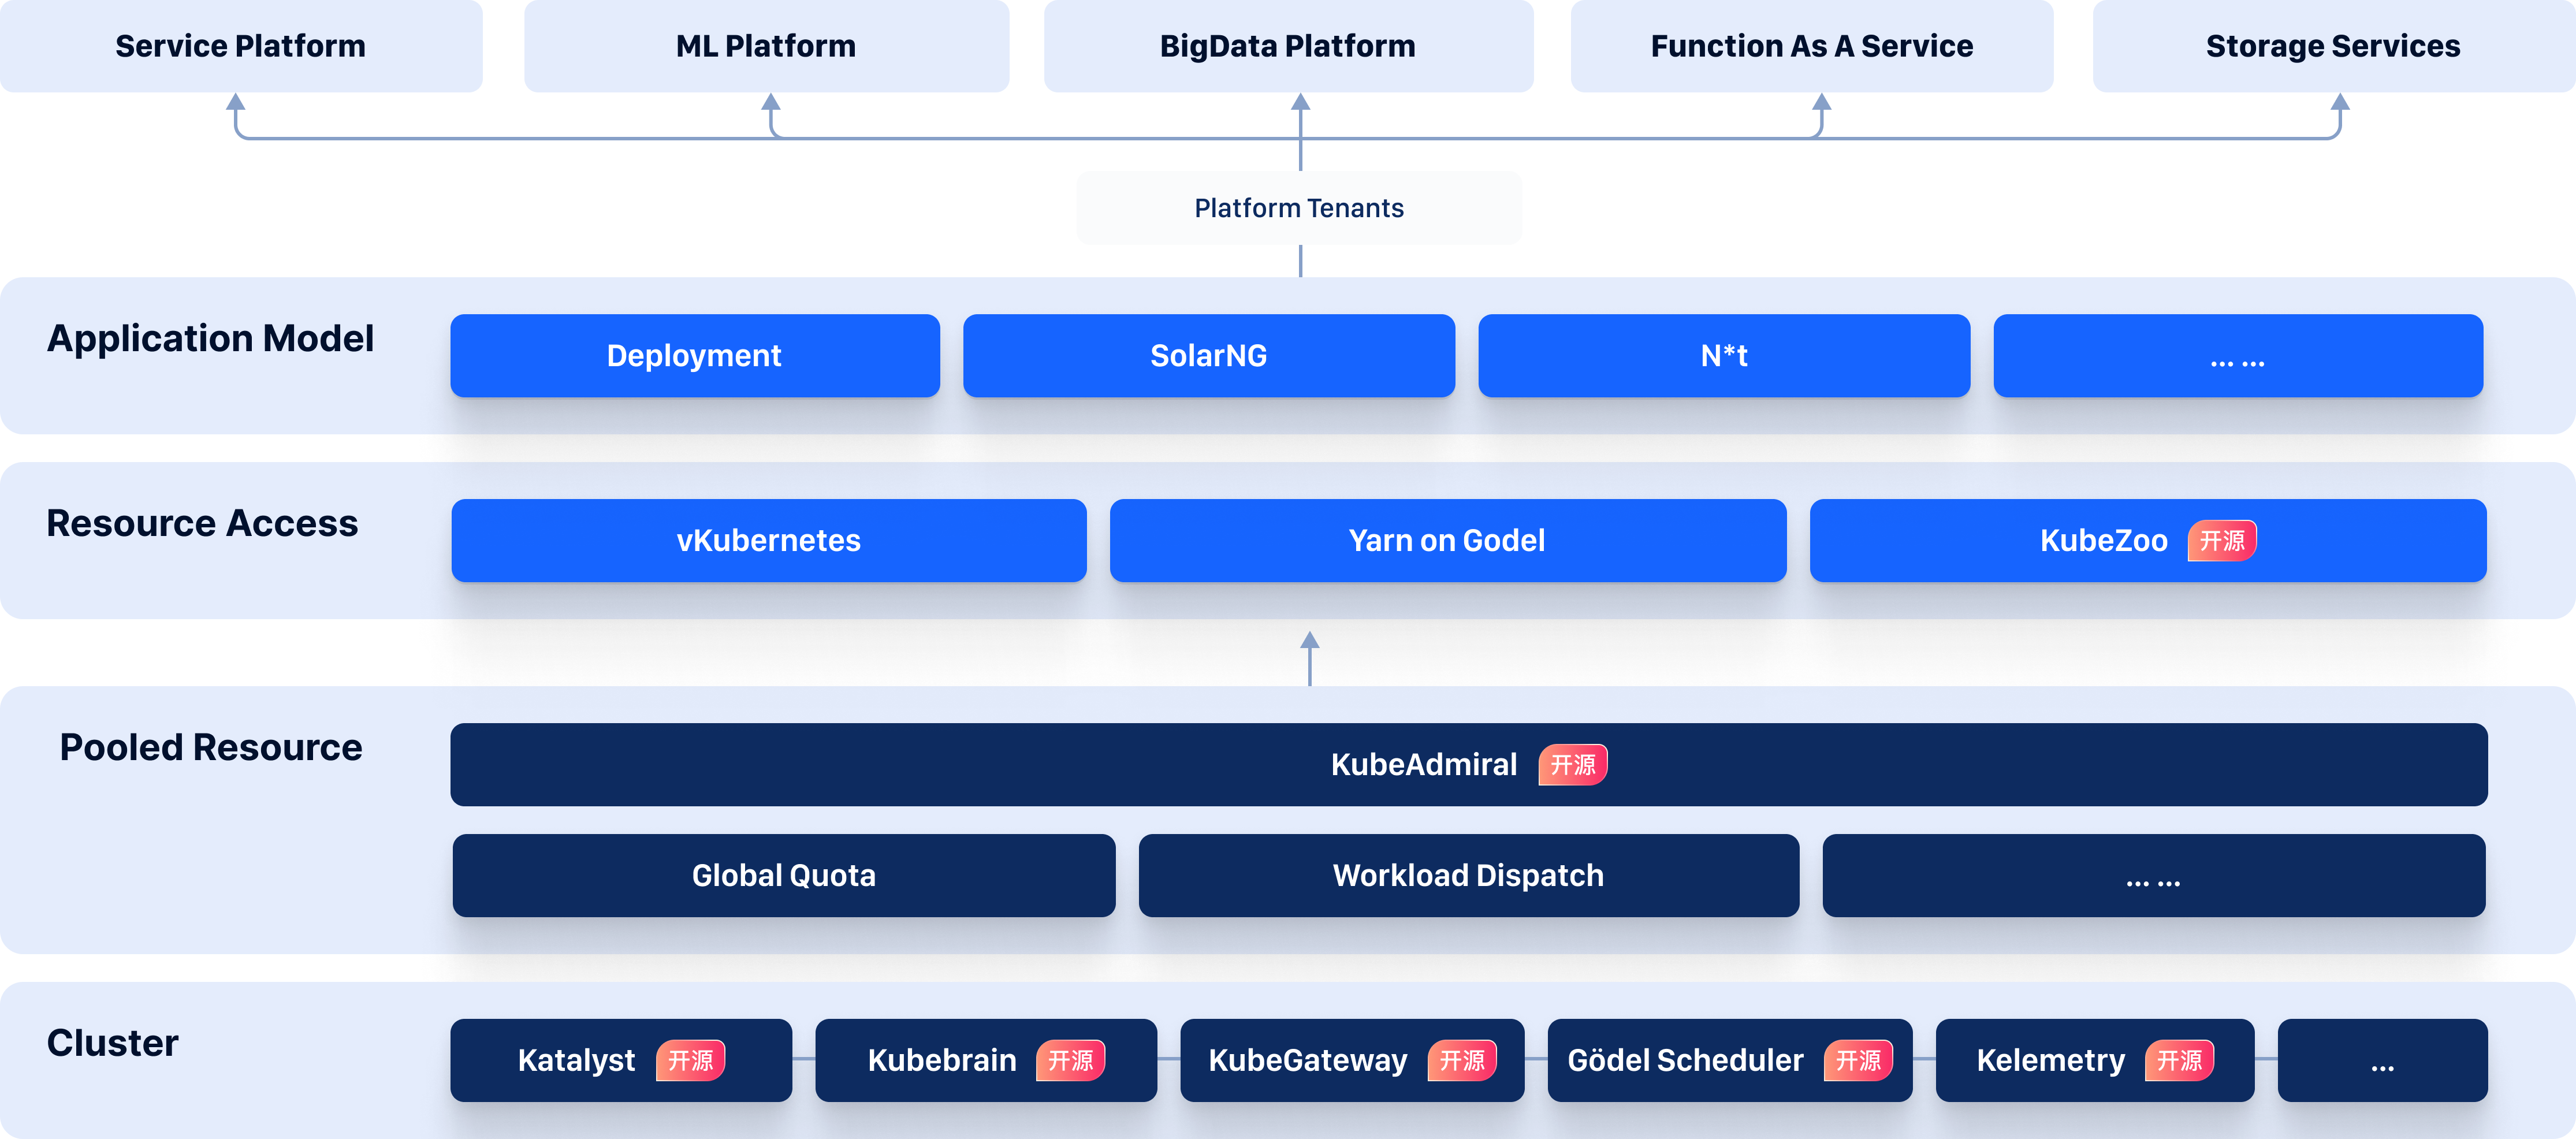 Service Platform
ML Platform
BigData Platform
Function As A Service
Storage Services
Platform Tenants
Application Model
Deployment
SolarNG
N*t
... ...
Resource Access
vKubernetes
Yarn on Godel
KubeZoo 开源
Pooled Resource
KubeAdmiral 开源
Global Quota
Workload Dispatch
... ...
Cluster
Katalyst 开源
Kubebrain 开源
KubeGateway 开源
Gödel Scheduler 开源
Kelemetry 开源
...